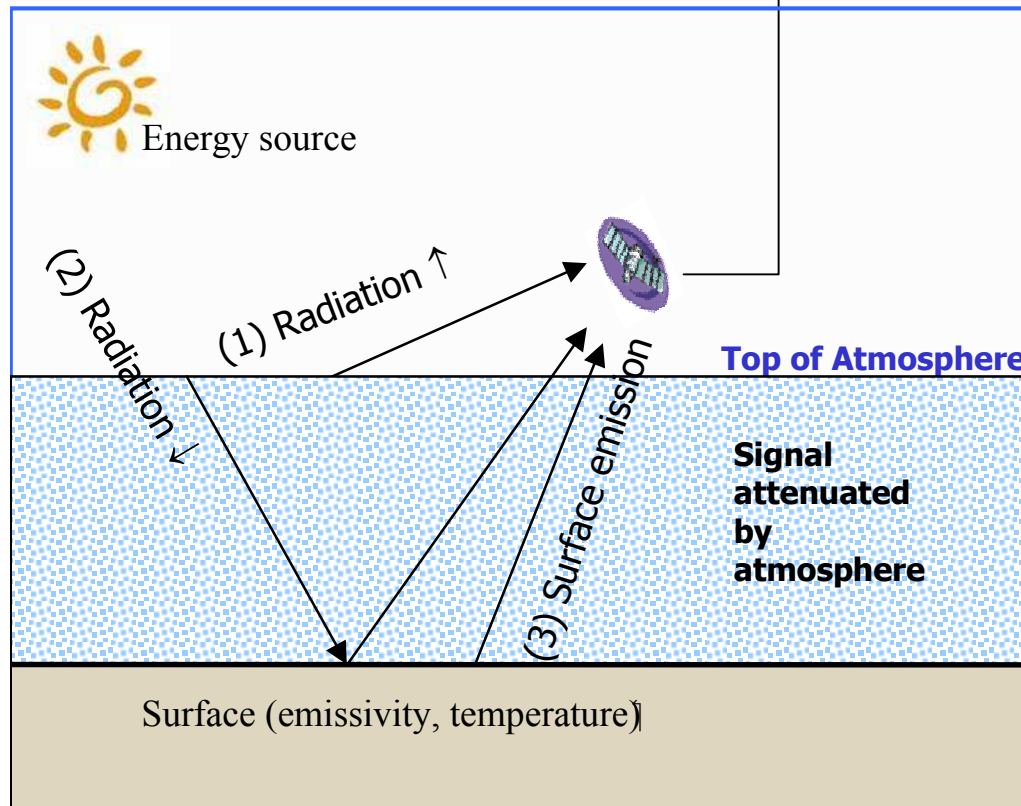 Energy source
(2) Radiation ↓
(1) Radiation ↑
(3) Surface emission
Top of Atmosphere
Signal
attenuated
by
atmosphere
Surface (emissivity, temperature)